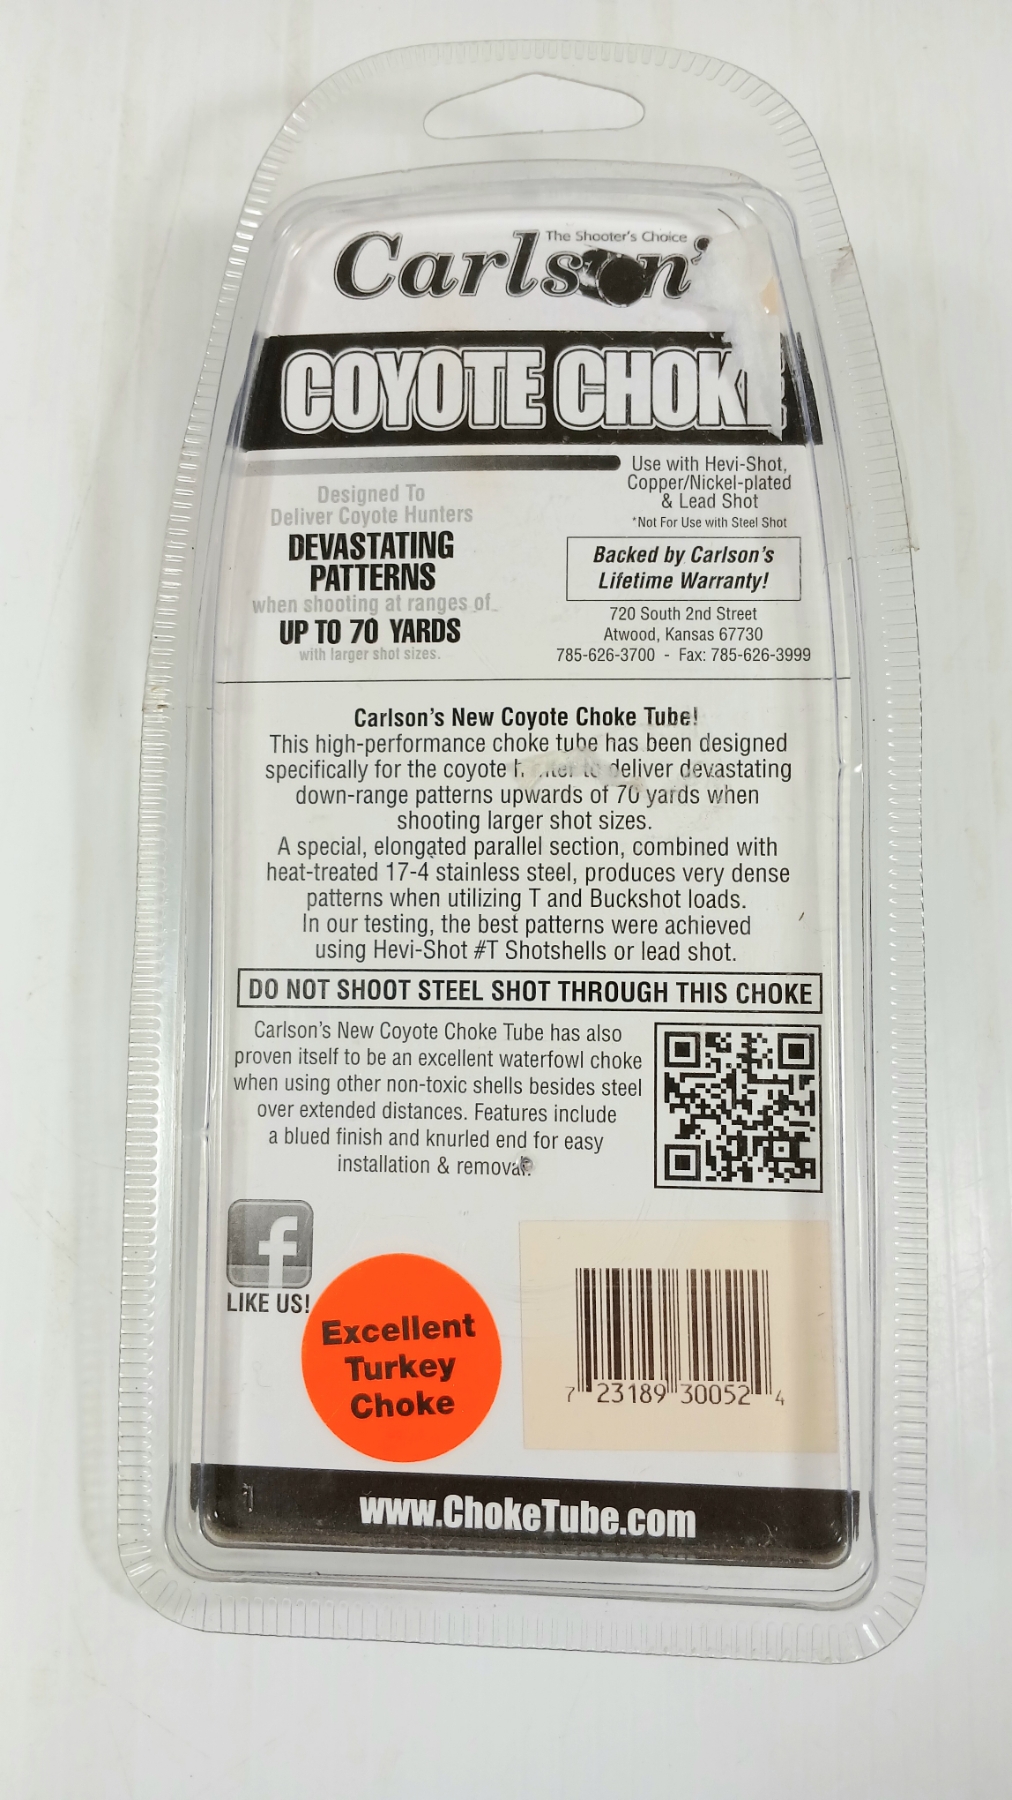 The Shooter's Choice
Carlson's
COYOTE CHOKE
Designed To
Deliver Coyote Hunters
DEVASTATING
PATTERNS
when shooting at ranges of
UP TO 70 YARDS
with larger shot sizes.
Use with Hevi-Shot,
Copper/Nickel-plated
& Lead Shot
*Not For Use with Steel Shot
Backed by Carlson's
Lifetime Warranty!
720 South 2nd Street
Atwood, Kansas 67730
785-626-3700 - Fax: 785-626-3999
Carlson's New Coyote Choke Tube!
This high-performance choke tube has been designed
specifically for the coyote to deliver devastating
down-range patterns upwards of 70 yards when
shooting larger shot sizes.
A special, elongated parallel section, combined with
heat-treated 17-4 stainless steel, produces very dense
patterns when utilizing T and Buckshot loads.
In our testing, the best patterns were achieved
using Hevi-Shot #T Shotshells or lead shot.
DO NOT SHOOT STEEL SHOT THROUGH THIS CHOKE
Carlson's New Coyote Choke Tube has also
proven itself to be an excellent waterfowl choke
when using other non-toxic shells besides steel
over extended distances. Features include
a blued finish and knurled end for easy
installation & removal.
f
LIKE US!
Excellent
Turkey
Choke
7 23189 30052 4
www.ChokeTube.com